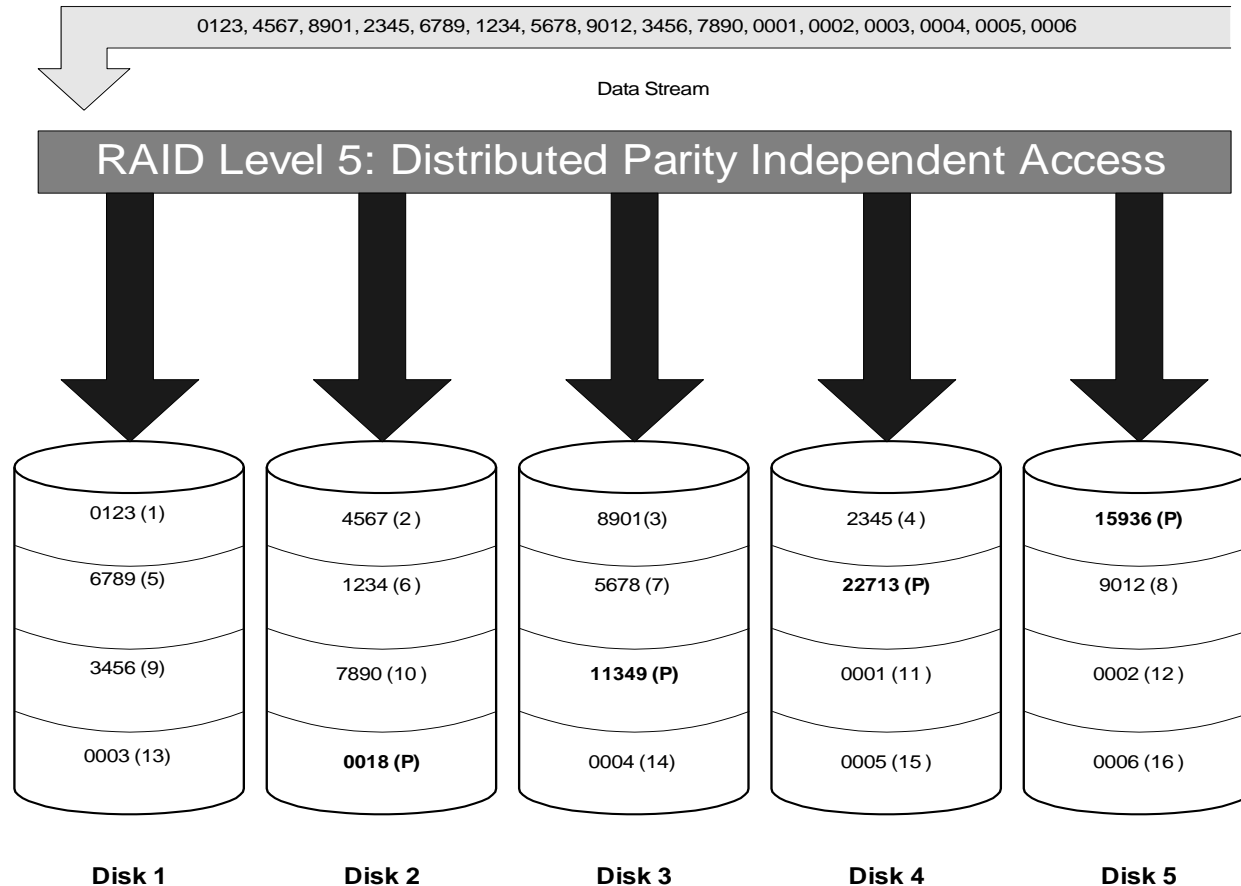 0123, 4567, 8901, 2345, 6789, 1234, 5678, 9012, 3456, 7890, 0001, 0002, 0003, 0004, 0005, 0006
Data Stream
RAID Level 5: Distributed Parity Independent Access
0123 (1) 4567 (2 ) 8901(3) 2345 (4 ) 15936 (P)
6789 (5) 1234 (6 ) 5678 (7) 22713 (P) 9012 (8 )
3456 (9) 7890 (10 ) 11349 (P) 0001 (11 ) 0002 (12 )
0003 (13) 0018 (P) 0004 (14) 0005 (15 ) 0006 (16 )
Disk 1 Disk 2 Disk 3 Disk 4 Disk 5